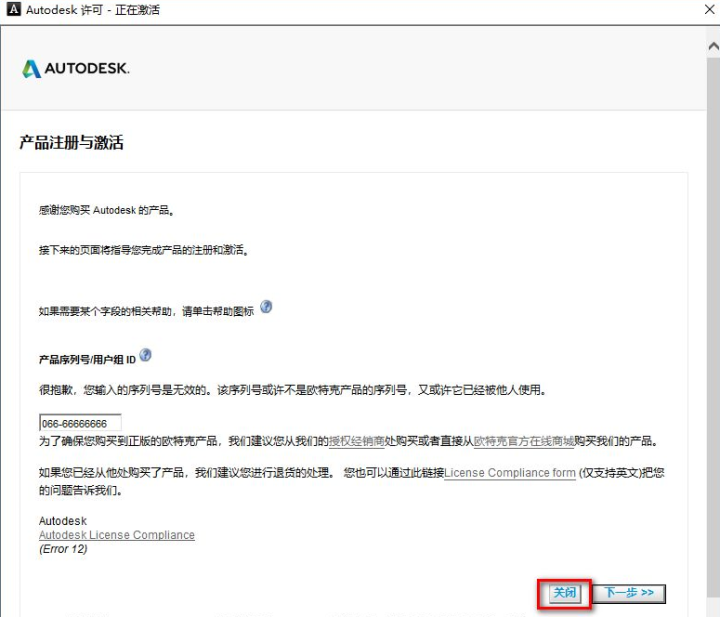 Autodesk 许可 - 正在激活
AUTODESK.
产品注册与激活
感谢您购买 Autodesk 的产品。
接下来的页面将指导您完成产品的注册和激活。
如果需要某个字段的相关帮助，请单击帮助图标
产品序列号/用户组 ID
很抱歉，您输入的序列号是无效的。该序列号或许不是欧特克产品的序列号，又或许它已经被他人使用。
066-66666666
为了确保您购买到正版的欧特克产品，我们建议您从我们的授权经销商处购买或者直接从欧特克官方在线商城购买我们的产品。
如果您已经从他处购买了产品，我们建议您进行退货的处理。 您也可以通过此链接License Compliance form (仅支持英文)把您
的问题告诉我们。
Autodesk
Autodesk License Compliance
(Error 12)
关闭 下一步 >>